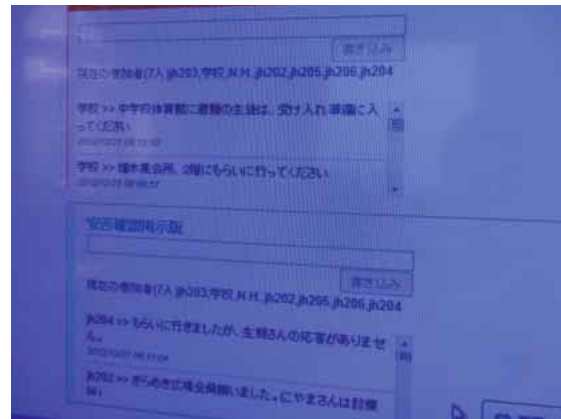 書き込み
現在の参加者(7人 jh203,学校,N.H.,jh202,jh205,jh206,jh204
学校 >> 中学校体育館に避難の生徒は、受け入れ準備に入
ってください
学校 >> 集会所、2階にもらいに行ってください
安否確認掲示版
書き込み
現在の参加者(7人 jh203,学校,N.H.,jh202,jh205,jh206,jh204
jh204 >> もらいに行きましたが、生頼さんの応答がありませ
ん。
jh202 >> きらめき広場全員揃いました。にやまさんは診療